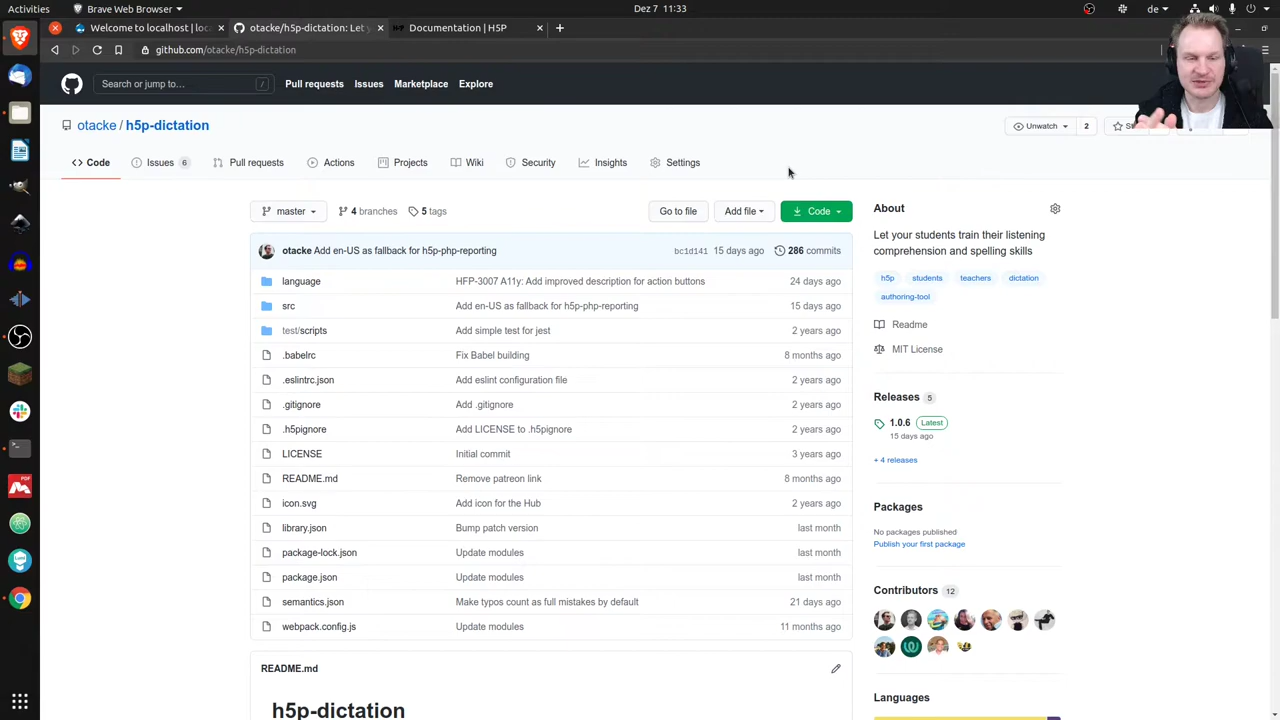 Activities
Brave Web Browser
Dez 7 11:33
de
Welcome to localhost | loc
otacke/h5p-dictation: Let
Documentation | H5P
github.com/otacke/h5p-dictation
Search or jump to…
/
Pull requests
Issues
Marketplace
Explore
otacke / h5p-dictation
Unwatch
2
<> Code
Issues 6
Pull requests
Actions
Projects
Wiki
Security
Insights
Settings
master
4 branches
5 tags
Go to file
Add file
Code
About
Let your students train their listening
comprehension and spelling skills
h5p
students
teachers
dictation
authoring-tool
Readme
MIT License
Releases 5
1.0.6 Latest
15 days ago
+ 4 releases
Packages
No packages published
Publish your first package
Contributors 12
Languages
otacke Add en-US as fallback for h5p-php-reporting bc1d141 15 days ago 286 commits
language HFP-3007 A11y: Add improved description for action buttons 24 days ago
src Add en-US as fallback for h5p-php-reporting 15 days ago
test/scripts Add simple test for jest 2 years ago
.babelrc Fix Babel building 8 months ago
.eslintrc.json Add eslint configuration file 2 years ago
.gitignore Add .gitignore 2 years ago
.h5pignore Add LICENSE to .h5pignore 2 years ago
LICENSE Initial commit 3 years ago
README.md Remove patreon link 8 months ago
icon.svg Add icon for the Hub 2 years ago
library.json Bump patch version last month
package-lock.json Update modules last month
package.json Update modules last month
semantics.json Make typos count as full mistakes by default 21 days ago
webpack.config.js Update modules 11 months ago
README.md
h5p-dictation